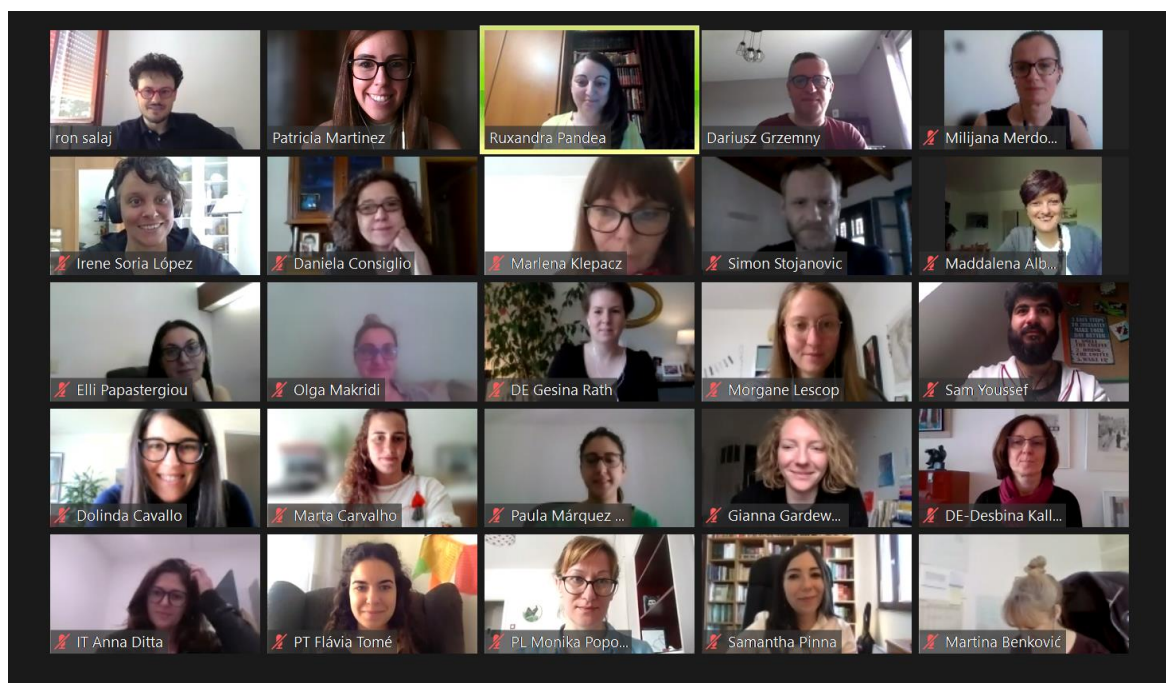 ron salaj
Patricia Martinez
Ruxandra Pandea
Dariusz Grzemny
Milijana Merdo...
Irene Soria López
Daniela Consiglio
Marlena Klepacz
Simon Stojanovic
Maddalena Alb...
Elli Papastergiou
Olga Makridi
DE Gesina Rath
Morgane Lescop
Sam Youssef
Dolinda Cavallo
Marta Carvalho
Paula Márquez ...
Gianna Gardew...
DE-Desbina Kall...
IT Anna Ditta
PT Flávia Tomé
PL Monika Popo...
Samantha Pinna
Martina Benković